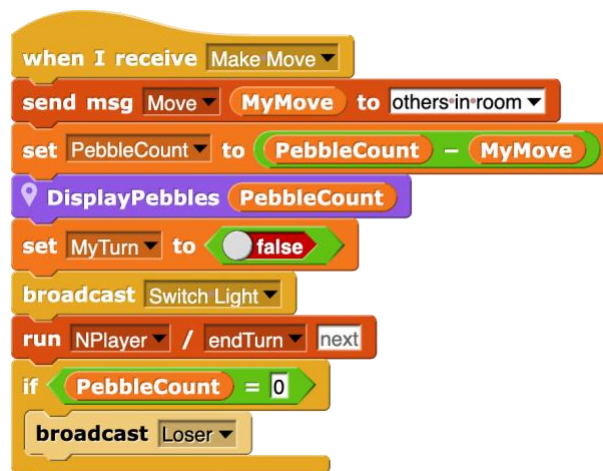 when I receive Make Move
send msg Move MyMove to others in room
set PebbleCount to PebbleCount − MyMove
DisplayPebbles PebbleCount
set MyTurn to false
broadcast Switch Light
run NPlayer / endTurn next
if PebbleCount = 0
broadcast Loser